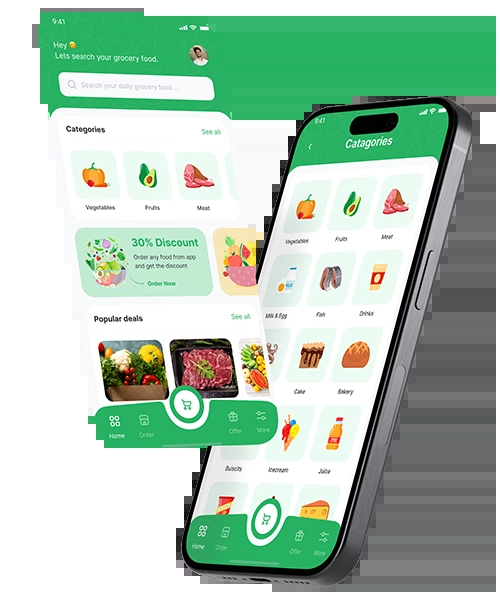 9:41
Hey
Lets search your grocery food.
Search your daily grocery food ...
Categories
See all
Vegetables
Fruits
Meat
30% Discount
Order any food from app
and get the discount
Order Now
Popular deals
See all
Home
Order
Offer
More
9:41
Catagories
Vegetables
Fruits
Meat
Milk & Egg
Fish
Drinks
Cake
Bakery
Buiscits
Icecream
Juice
Home
Order
Offer
More